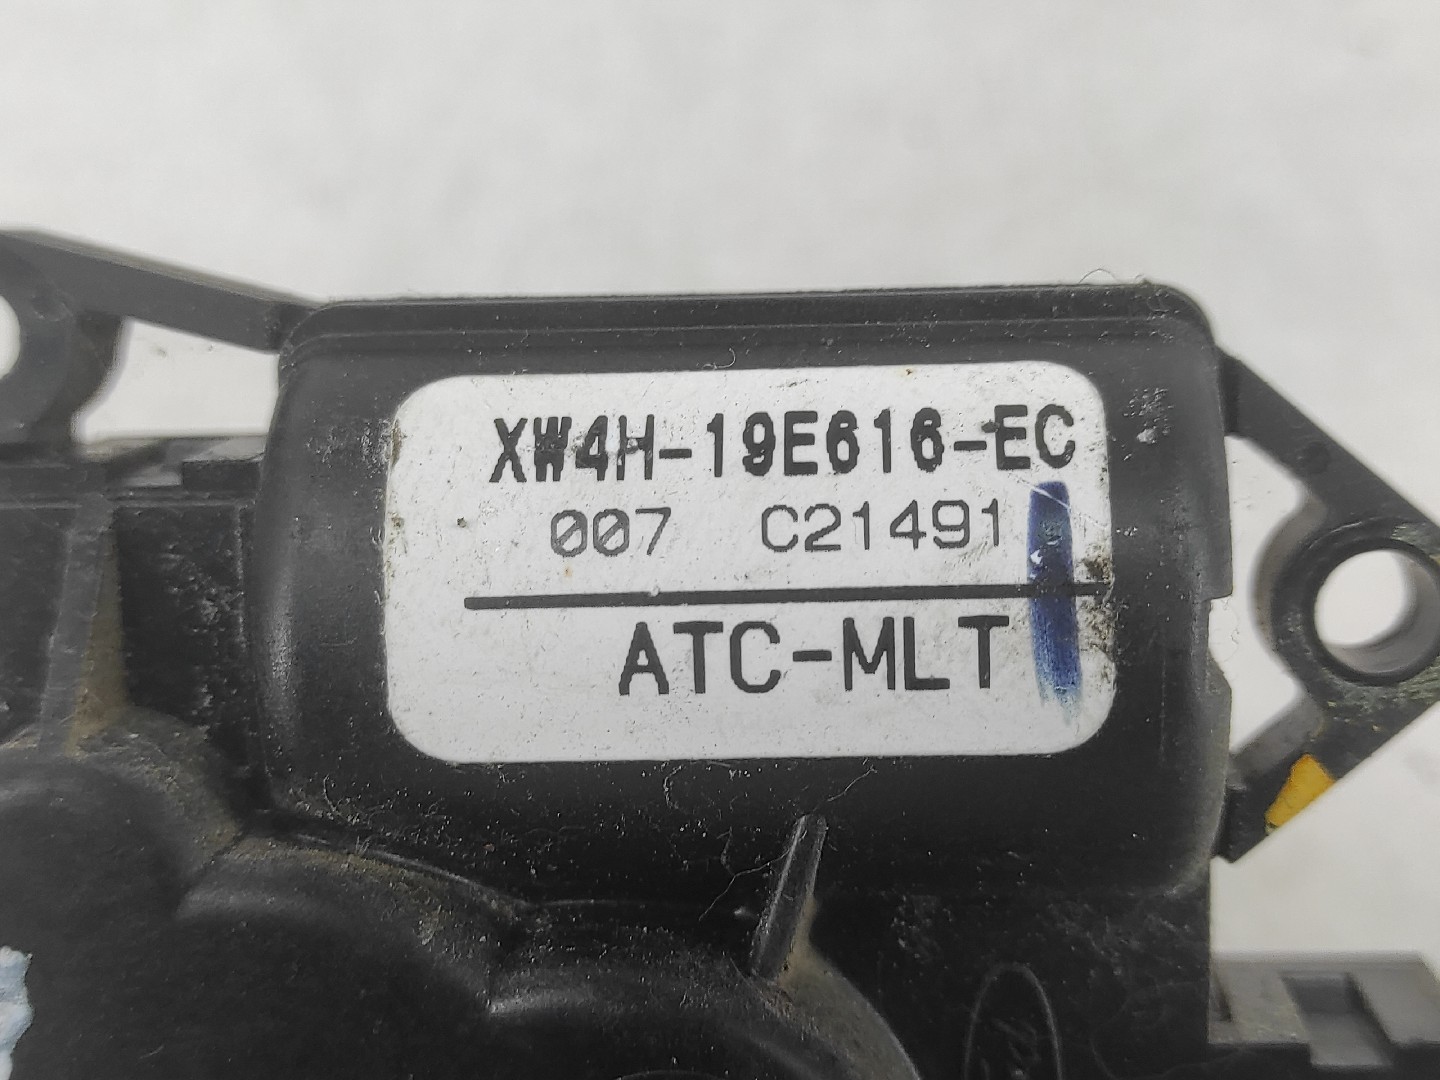 XW4H-19E616-EC
007 C21491
ATC-MLT